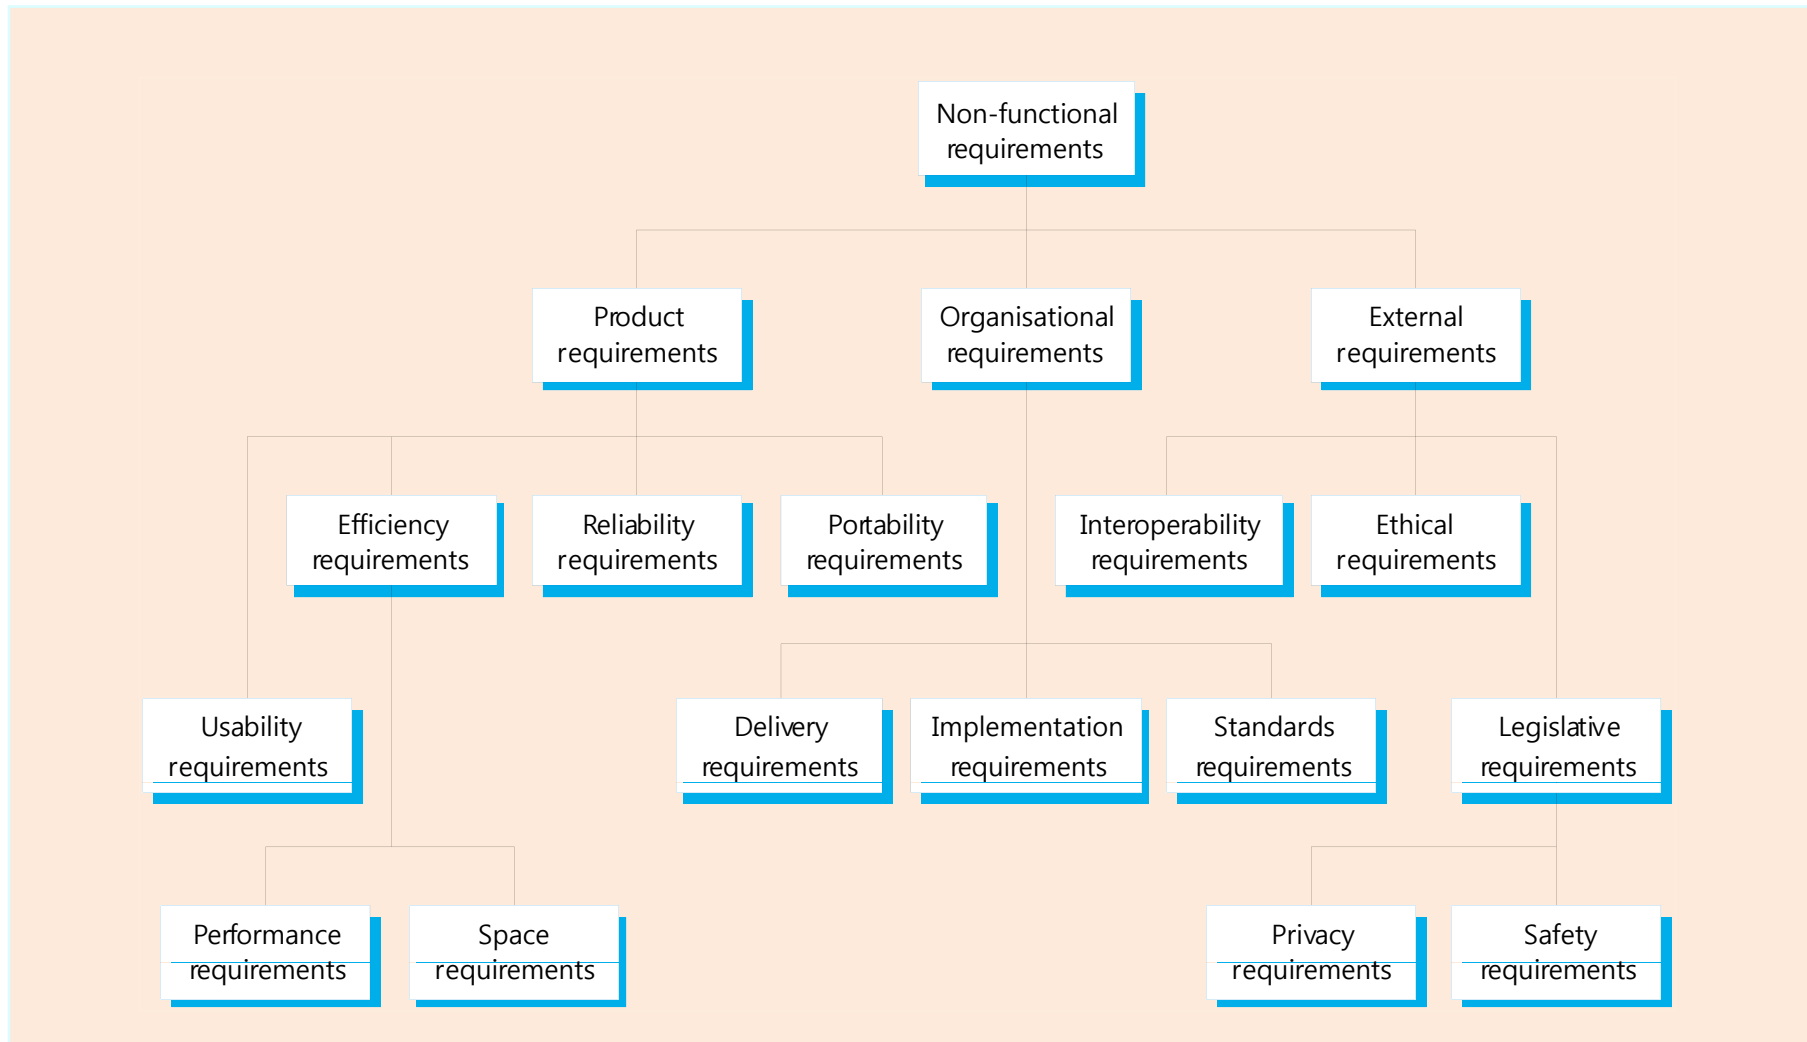 Non-functional
requirements
Product
requirements
Organisational
requirements
External
requirements
Efficiency
requirements
Reliability
requirements
Portability
requirements
Interoperability
requirements
Ethical
requirements
Usability
requirements
Delivery
requirements
Implementation
requirements
Standards
requirements
Legislative
requirements
Performance
requirements
Space
requirements
Privacy
requirements
Safety
requirements